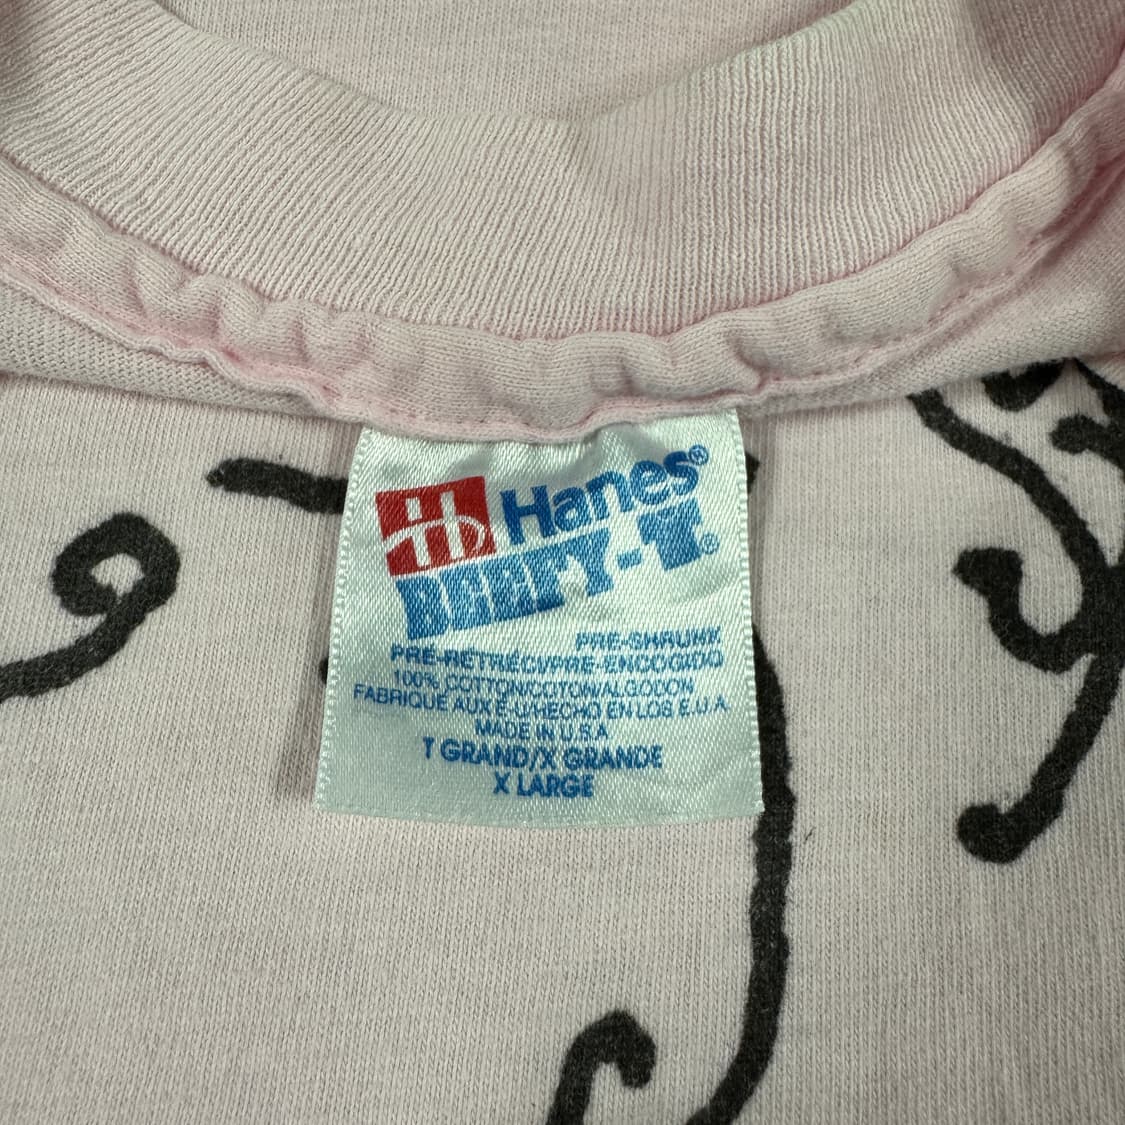 Hanes®
BEEFY-T®
PRE-SHRUNK
PRE-RETRÉCI/PRE-ENCOGIDO
100% COTTON/COTON/ALGODON
FABRIQUÉ AUX É-U/HECHO EN LOS E.U.A.
MADE IN U.S.A
T GRAND/X GRANDE
X LARGE